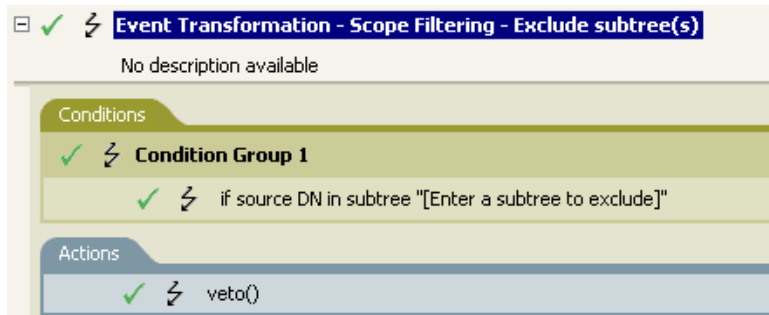 Event Transformation - Scope Filtering - Exclude subtree(s)
No description available
Conditions
Condition Group 1
if source DN in subtree "[Enter a subtree to exclude]"
Actions
veto()